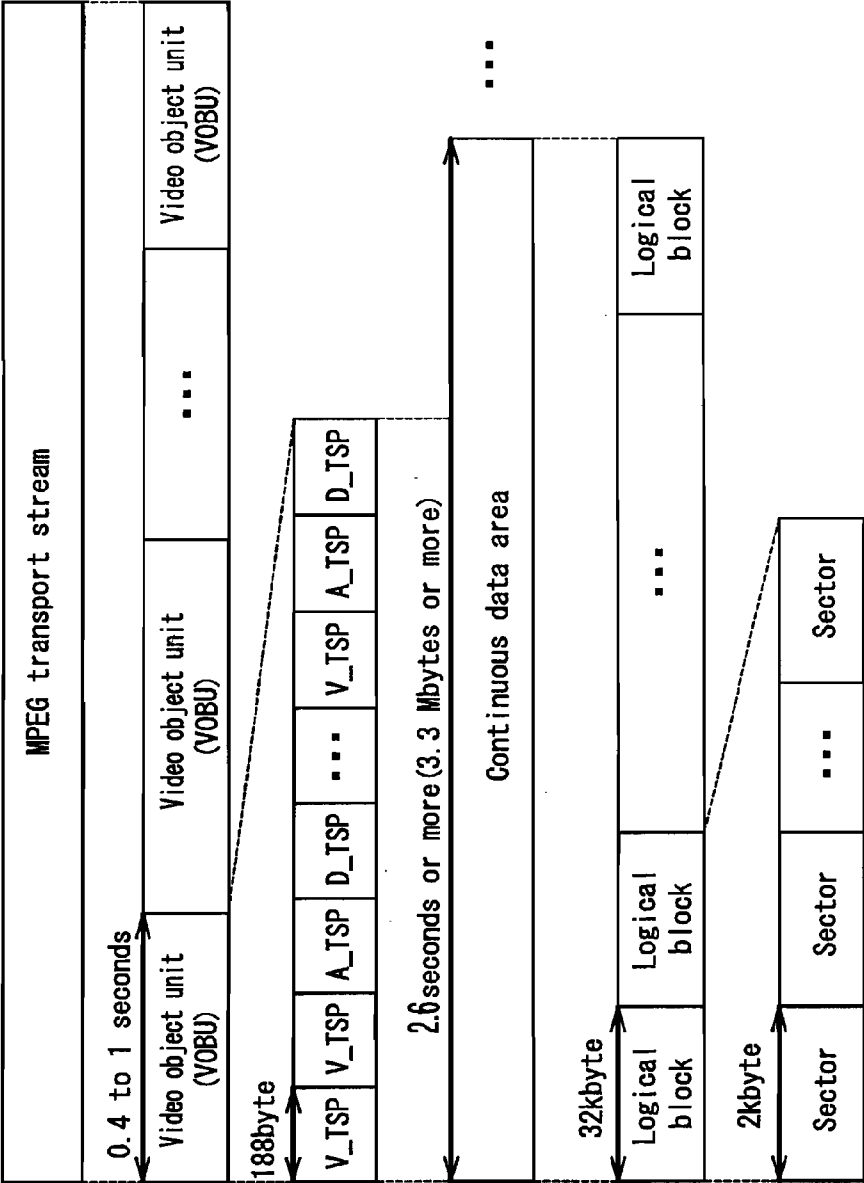 MPEG transport stream
0.4 to 1 seconds
Video object unit
(VOBU)
Video object unit
(VOBU)
...
Video object unit
(VOBU)
188byte
V_TSP
V_TSP
A_TSP
D_TSP
...
V_TSP
A_TSP
D_TSP
2.6seconds or more(3.3 Mbytes or more)
Continuous data area
...
32kbyte
Logical
block
Logical
block
...
Logical
block
2kbyte
Sector
Sector
...
Sector